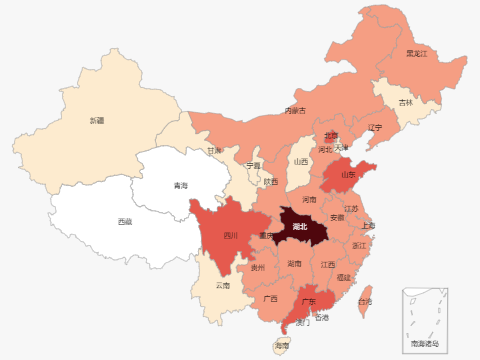 黑龙江
吉林
辽宁
内蒙古
新疆
北京
天津
河北
甘肃
宁夏
山西
陕西
青海
山东
西藏
河南
江苏
安徽
上海
四川
重庆
湖北
浙江
湖南
江西
贵州
福建
云南
广西
广东
台湾
香港
澳门
海南
南海诸岛